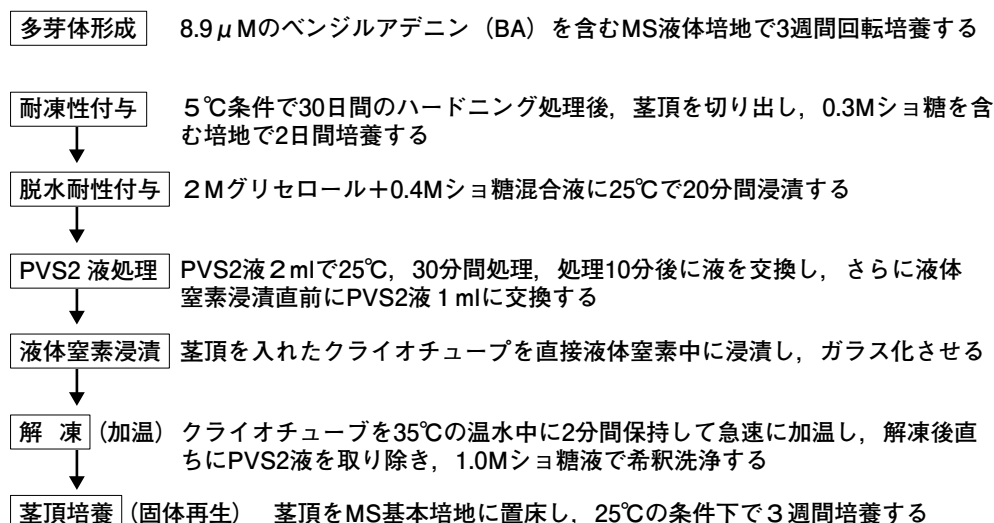 多芽体形成 8.9μMのベンジルアデニン（BA）を含むMS液体培地で3週間回転培養する
耐凍性付与 5℃条件で30日間のハードニング処理後，茎頂を切り出し，0.3Mショ糖を含
む培地で2日間培養する
脱水耐性付与 2Mグリセロール＋0.4Mショ糖混合液に25℃で20分間浸漬する
PVS2 液処理 PVS2液2mlで25℃，30分間処理，処理10分後に液を交換し，さらに液体
窒素浸漬直前にPVS2液1mlに交換する
液体窒素浸漬 茎頂を入れたクライオチューブを直接液体窒素中に浸漬し，ガラス化させる
解 凍 (加温) クライオチューブを35℃の温水中に2分間保持して急速に加温し，解凍後直
ちにPVS2液を取り除き，1.0Mショ糖液で希釈洗浄する
茎頂培養 (固体再生) 茎頂をMS基本培地に置床し，25℃の条件下で3週間培養する